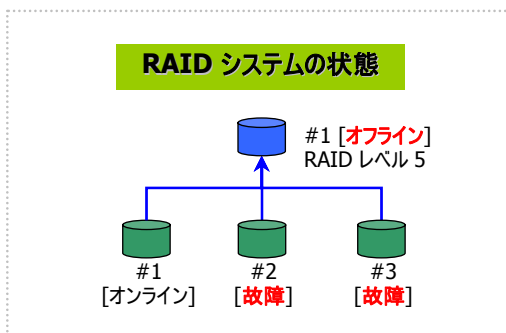 RAID システムの状態
#1 [オフライン]
RAID レベル 5
#1
[オンライン]
#2
[故障]
#3
[故障]